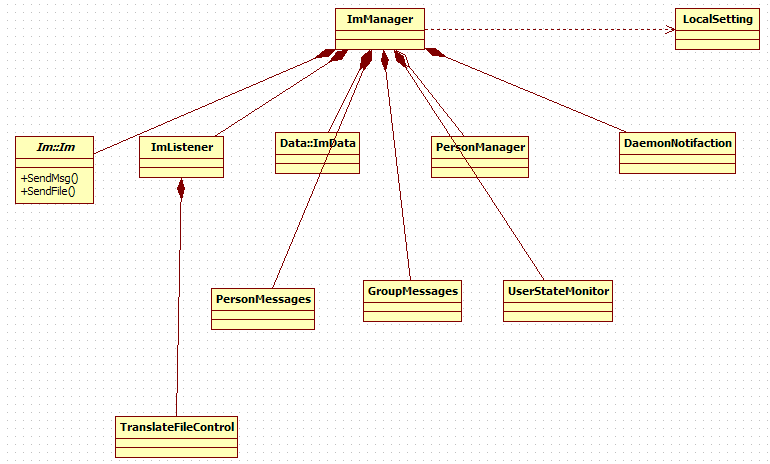 ImManager
LocalSetting
Im::Im
+SendMsg()
+SendFile()
ImListener
Data::ImData
PersonManager
DaemonNotifaction
PersonMessages
GroupMessages
UserStateMonitor
TranslateFileControl